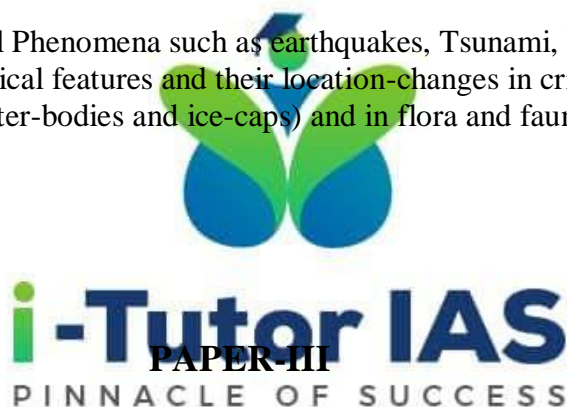 l Phenomena such as earthquakes, Tsunami,
ical features and their location-changes in cri
ter-bodies and ice-caps) and in flora and faun
i-Tutor IAS
PAPER-III
PINNACLE OF SUCCESS